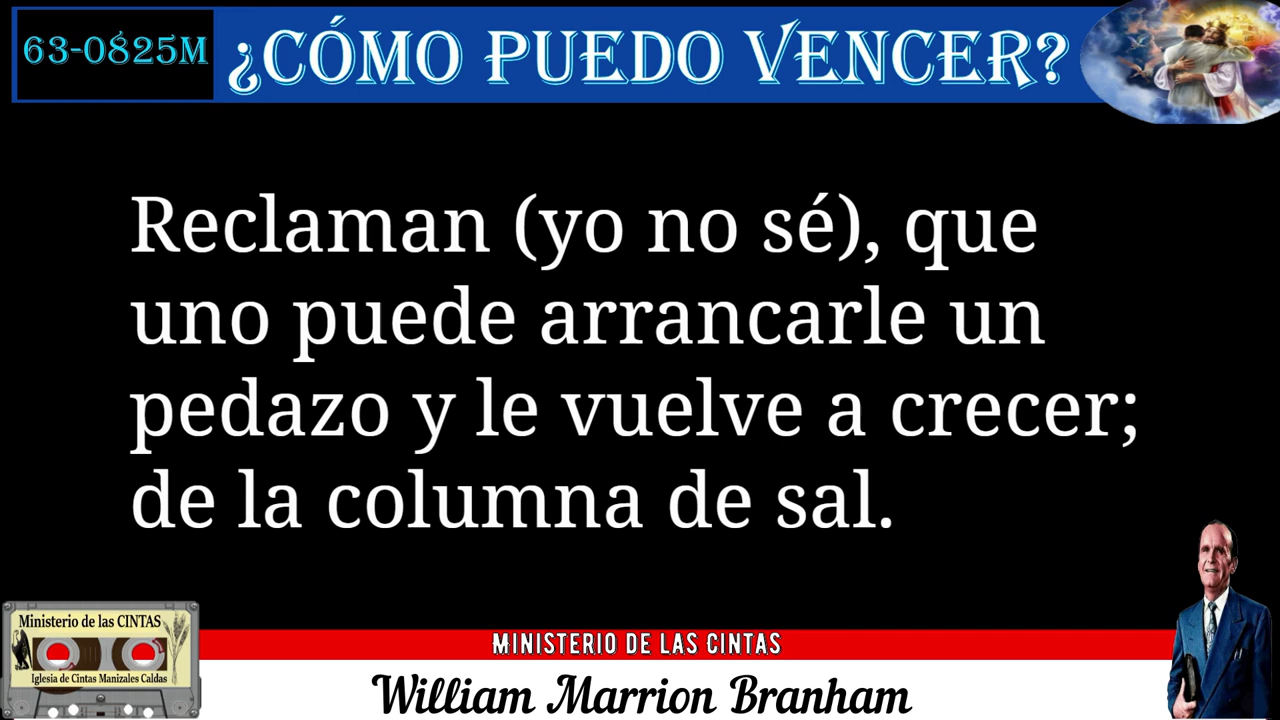 63-0825M
¿CÓMO PUEDO VENCER?
Reclaman (yo no sé), que
uno puede arrancarle un
pedazo y le vuelve a crecer;
de la columna de sal.
Ministerio de las CINTAS
Iglesia de Cintas Manizales Caldas
MINISTERIO DE LAS CINTAS
William Marrion Branham